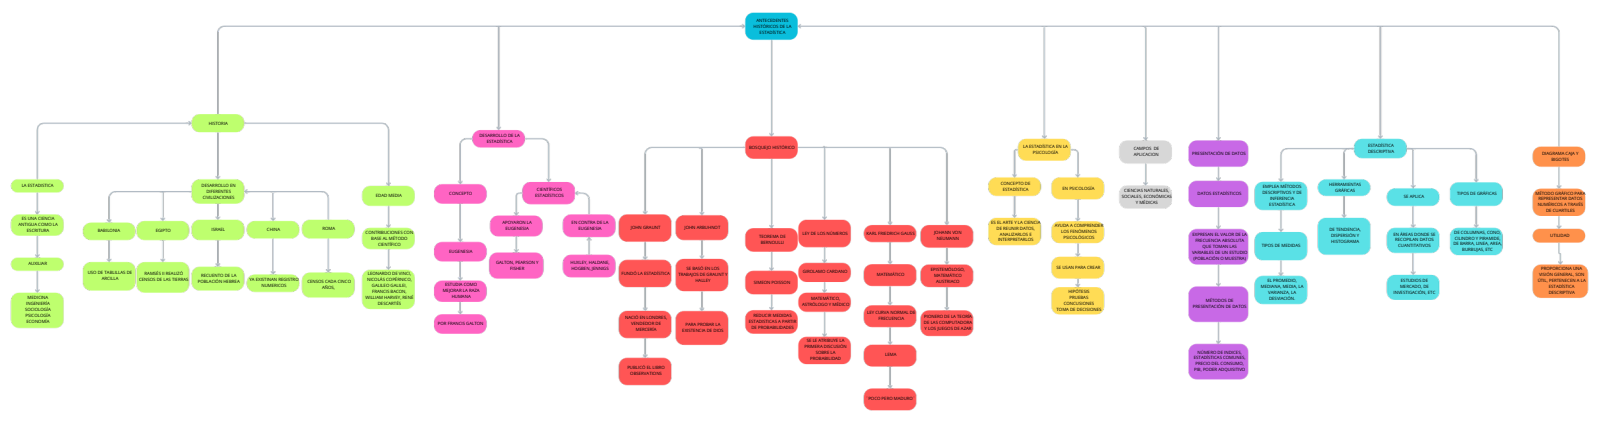 ANTECEDENTES
HISTÓRICOS DE LA
ESTADÍSTICA
HISTORIA
LA ESTADÍSTICA
ES UNA CIENCIA
ANTIGUA COMO LA
ESCRITURA
AUXILIAR
MEDICINA
INGENIERÍA
SOCIOLOGÍA
PSICOLOGÍA
ECONOMÍA
DESARROLLO EN
DIFERENTES
CIVILIZACIONES
BABILONIA
USO DE TABLILLAS DE
ARCILLA
EGIPTO
RAMSÉS II REALIZÓ
CENSOS DE LAS TIERRAS
ISRAÉL
RECUENTO DE LA
POBLACIÓN HEBREA
CHINA
YA EXISTINAN REGISTRO
NUMÉRICOS
ROMA
CENSOS CADA CINCO
AÑOS,
EDAD MEDIA
CONTRIBUCIONES CON
BASE AL MÉTODO
CIENTÍFICO
LEONARDO DE VINCI,
NICOLÁS COPÉRNICO,
GALILEO GALILEI,
FRANCIS BACON,
WILLIAM HARVEY, RENÉ
DESCARTÉS
DESARROLLO DE LA
ESTADÍSTICA
CONCEPTO
EUGENESIA
ESTUDIA COMO
MEJORAR LA RAZA
HUMANA
POR FRANCIS GALTON
CIENTÍFICOS
ESTADÍSTICOS
APOYARON LA
EUGENESIA
GALTON, PEARSON Y
FISHER
EN CONTRA DE LA
EUGENESIA
HUXLEY, HALDANE,
HOGBEN, JENNIGS
BOSQUEJO HISTÓRICO
JOHN GRAUNT
FUNDÓ LA ESTADÍSTICA
NACIÓ EN LONDRES,
VENDEDOR DE
MERCERÍA
PUBLICÓ EL LIBRO
OBSERVATIOSE
JOHN ARBUHNOT
SE BASÓ EN LOS
TRABAJOS DE GRAUNT Y
HALLEY
PARA PROBAR LA
EXISTENCIA DE DIOS
TEOREMA DE
BERNOULLI
SIMEON POISSON
REDUCIR MEDIDAS
ESTADÍSTICAS A PARTIR
DE PROBABILIDADES
LEY DE LOS NÚMEROS
GIROLAMO CARDANO
MATEMÁTICO,
ASTRÓLOGO Y MÉDICO
SE SE ATRIBUYE LA
PRIMERA DISCUSIÓN
SOBRE LA
PROBABILIDAD
KARL FRIEDRICH GAUSS
MATEMÁTICO
LEY CURVA NORMAL DE
FRECUENCIA
LEMA
POCO PERO MADURO
JOHANN VON
NEUMANN
EPISTEMÓLOGO,
MATEMÁTICO
AUSTRIACO
PIONERO DE LA TEORÍA
DE LAS COMPUTADORA
Y LOS JUEGOS DE AZAR
LA ESTADÍSTICA EN LA
PSICOLOGÍA
CONCEPTO DE
ESTADÍSTICA
ES EL ARTE Y LA CIENCIA
DE REUNIR DATOS,
ANALIZARLOS E
INTERPRETARLOS
EN PSICOLOGÍA
AYUDA A COMPRENDER
LOS FENÓMENOS
PSICOLÓGICOS
SE USAN PARA CREAR
HIPÓTESIS
PRUEBAS
CONCLUSIONES
TOMA DE DECISIONES
CAMPOS DE
APLICACION
CIENCIAS NATURALES,
SOCIALES, ECONÓMICAS
Y MÉDICAS
PRESENTACIÓN DE DATOS
DATOS ESTADÍSTICOS
EXPRESAN EL VALOR DE LA
FRECUENCIA ABSOLUTA
QUE TOMAN LAS
VARIABLES DE UN ESTUDIO
(POBLACIÓN O MUESTRA)
MÉTODOS DE
PRESENTACIÓN DE DATOS
NÚMERO DE INDICES,
ESTADÍSTICAS COMUNES,
PRECIO DEL CONSUMO,
PIB, PODER ADQUISITIVO
ESTADÍSTICA
DESCRIPTIVA
EMPLEA MÉTODOS
DESCRIPTIVOS Y DE
INFERENCIA
ESTADÍSTICA
TIPOS DE MEDIDAS
EL PROMEDIO,
MEDIANA, MEDIA, LA
VARIANZA, LA
DESVIACIÓN
HERRAMIENTAS
GRÁFICAS
DE TENDENCIA,
DISPERSIÓN Y
HISTOGRAMA
SE APLICA
EN ÁREAS DONDE SE
RECOPILAN DATOS
CUANTITATIVOS
ESTUDIOS DE
MERCADO, DE
INVESTIGACIÓN, ETC.
TIPOS DE GRÁFICAS
DE COLUMNAS, CONO,
CILINDRO Y PIRAMIDE,
DE BARRA, LINEA, AREA,
BURBUJAS, ETC
DIAGRAMA CAJA Y
BIGOTES
MÉTODO GRÁFICO PARA
REPRESENTAR DATOS
NUMÉRICOS A TRAVÉS
DE CUARTILES
UTILIDAD
PROPORCIONA UNA
VISIÓN GENERAL, SON
ÚTIL, PERTENECEN A LA
ESTADÍSTICA
DESCRIPTIVA